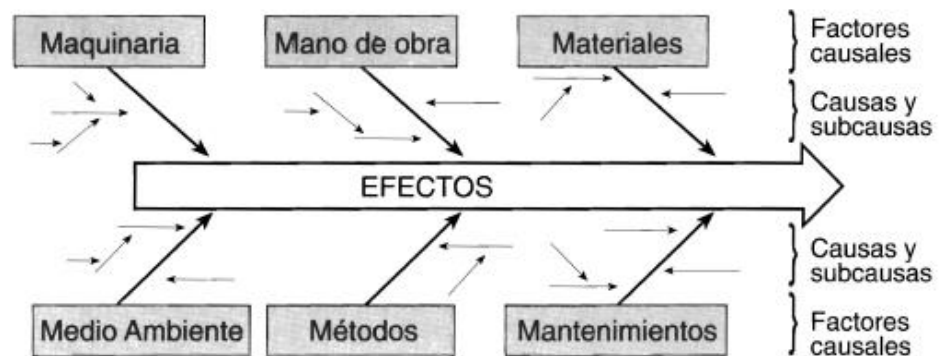 Maquinaria
Mano de obra
Materiales
Factores
causales
Causas y
subcausas
EFECTOS
Causas y
subcausas
Medio Ambiente
Métodos
Mantenimientos
Factores
causales